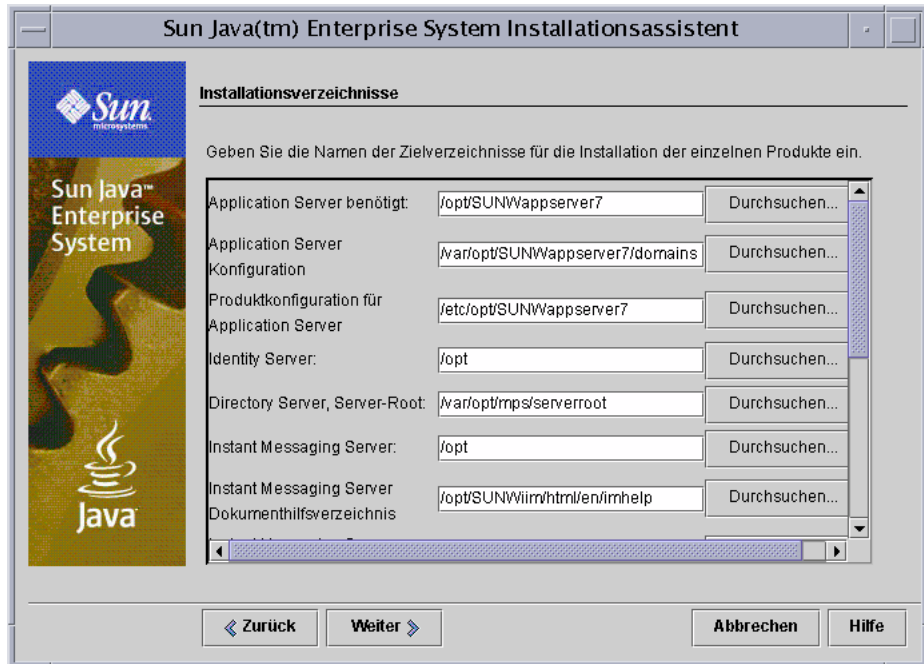 Sun Java(tm) Enterprise System Installationsassistent
Sun
microsystems
Sun Java™
Enterprise
System
Java
Installationsverzeichnisse
Geben Sie die Namen der Zielverzeichnisse für die Installation der einzelnen Produkte ein.
Application Server benötigt: /opt/SUNWappserver7 Durchsuchen...
Application Server
Konfiguration /var/opt/SUNWappserver7/domains Durchsuchen...
Produktkonfiguration für
Application Server /etc/opt/SUNWappserver7 Durchsuchen...
Identity Server: /opt Durchsuchen...
Directory Server, Server-Root: /var/opt/mps/serverroot Durchsuchen...
Instant Messaging Server: /opt Durchsuchen...
Instant Messaging Server
Dokumenthilfsverzeichnis /opt/SUNWiim/html/en/imhelp Durchsuchen...
Zurück Weiter Abbrechen Hilfe